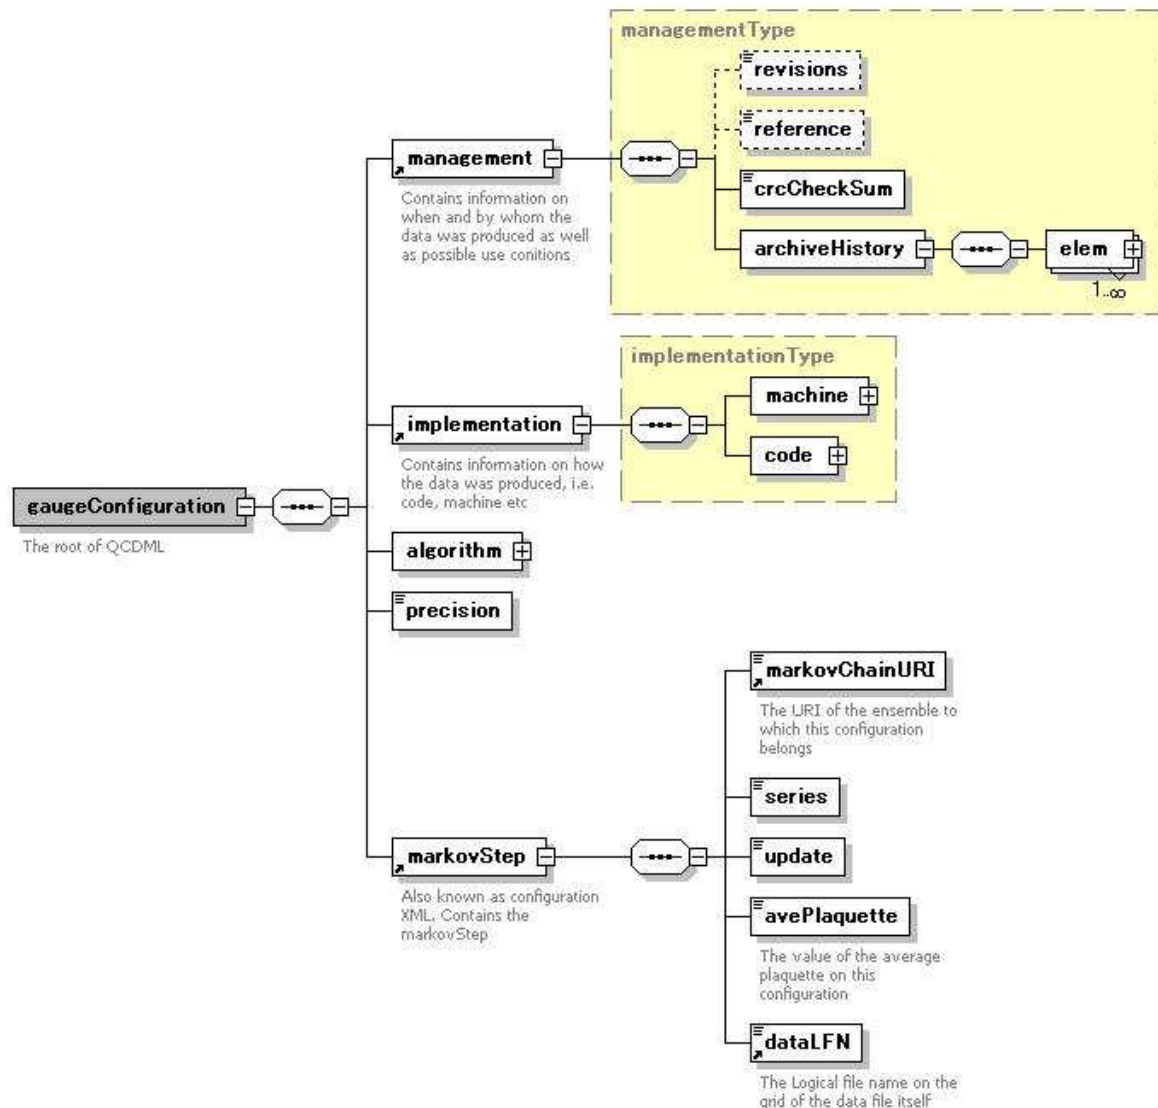 managementType
revisions
reference
management
crcCheckSum
Contains information on
when and by whom the
data was produced as well
as possible use conitions
archiveHistory
elem
1..∞
implementationType
machine
implementation
code
Contains information on how
the data was produced, i.e.
code, machine etc
gaugeConfiguration
The root of QCDML
algorithm
precision
markovChainURI
The URI of the ensemble to
which this configuration
belongs
series
markovStep
update
Also known as configuration
XML. Contains the
markovStep
avePlaquette
The value of the average
plaquette on this
configuration
dataLFN
The Logical file name on the
grid of the data file itself